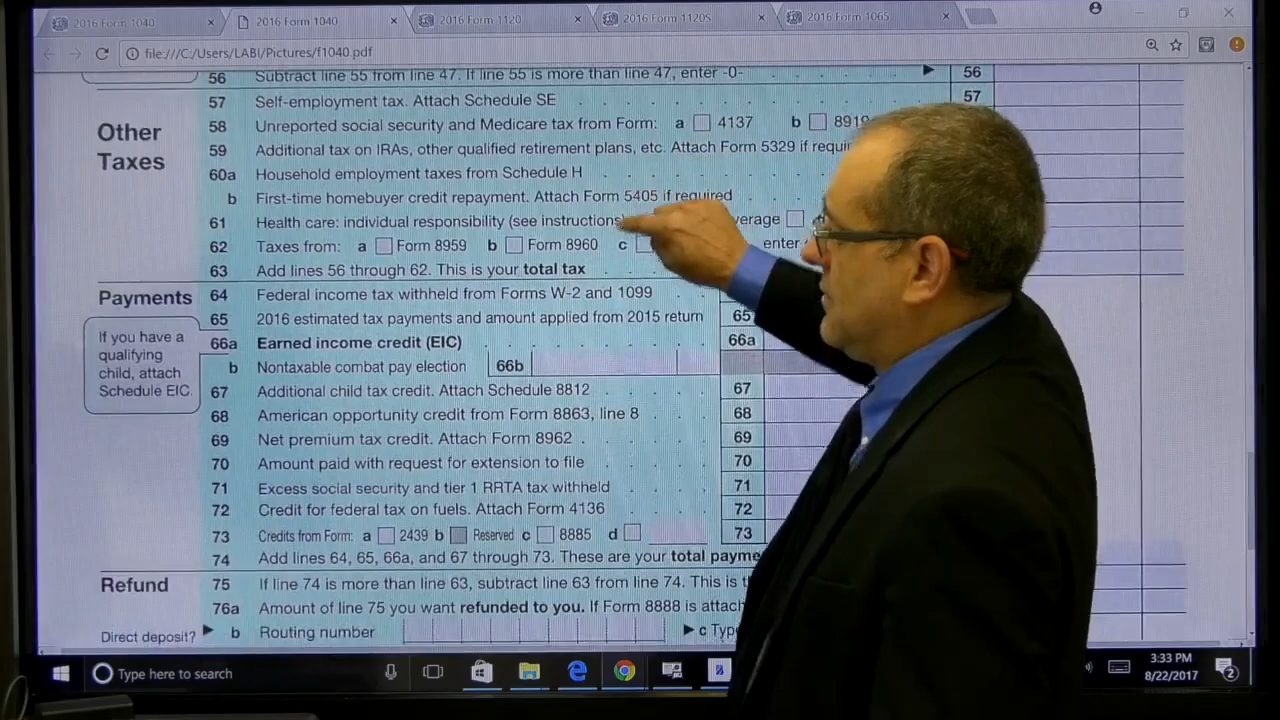 2016 Form 1040
2016 Form 1040
2016 Form 1120
2016 Form 1120S
2016 Form 1065
file:///C:/Users/LABI/Pictures/f1040.pdf
56 Subtract line 55 from line 47. If line 55 is more than line 47, enter -0- ▶ 56
Other Taxes
57 Self-employment tax. Attach Schedule SE 57
58 Unreported social security and Medicare tax from Form: a 4137 b 8919
59 Additional tax on IRAs, other qualified retirement plans, etc. Attach Form 5329 if
60a Household employment taxes from Schedule H
b First-time homebuyer credit repayment. Attach Form 5405 if required
61 Health care: individual responsibility (see instructions)
62 Taxes from: a Form 8959 b Form 8960 c enter
63 Add lines 56 through 62. This is your total tax
Payments
64 Federal income tax withheld from Forms W-2 and 1099
65 2016 estimated tax payments and amount applied from 2015 return 65
If you have a
qualifying
child, attach
Schedule EIC.
66a Earned income credit (EIC) 66a
b Nontaxable combat pay election 66b
67 Additional child tax credit. Attach Schedule 8812 67
68 American opportunity credit from Form 8863, line 8 68
69 Net premium tax credit. Attach Form 8962 69
70 Amount paid with request for extension to file 70
71 Excess social security and tier 1 RRTA tax withheld 71
72 Credit for federal tax on fuels. Attach Form 4136 72
73 Credits from Form: a 2439 b Reserved c 8885 d 73
74 Add lines 64, 65, 66a, and 67 through 73. These are your total
Refund
75 If line 74 is more than line 63, subtract line 63 from line 74. This is
76a Amount of line 75 you want refunded to you. If Form 8888 is
Direct deposit? ▶ b Routing number ▶ c
Type here to search
3:33 PM
8/22/2017
2